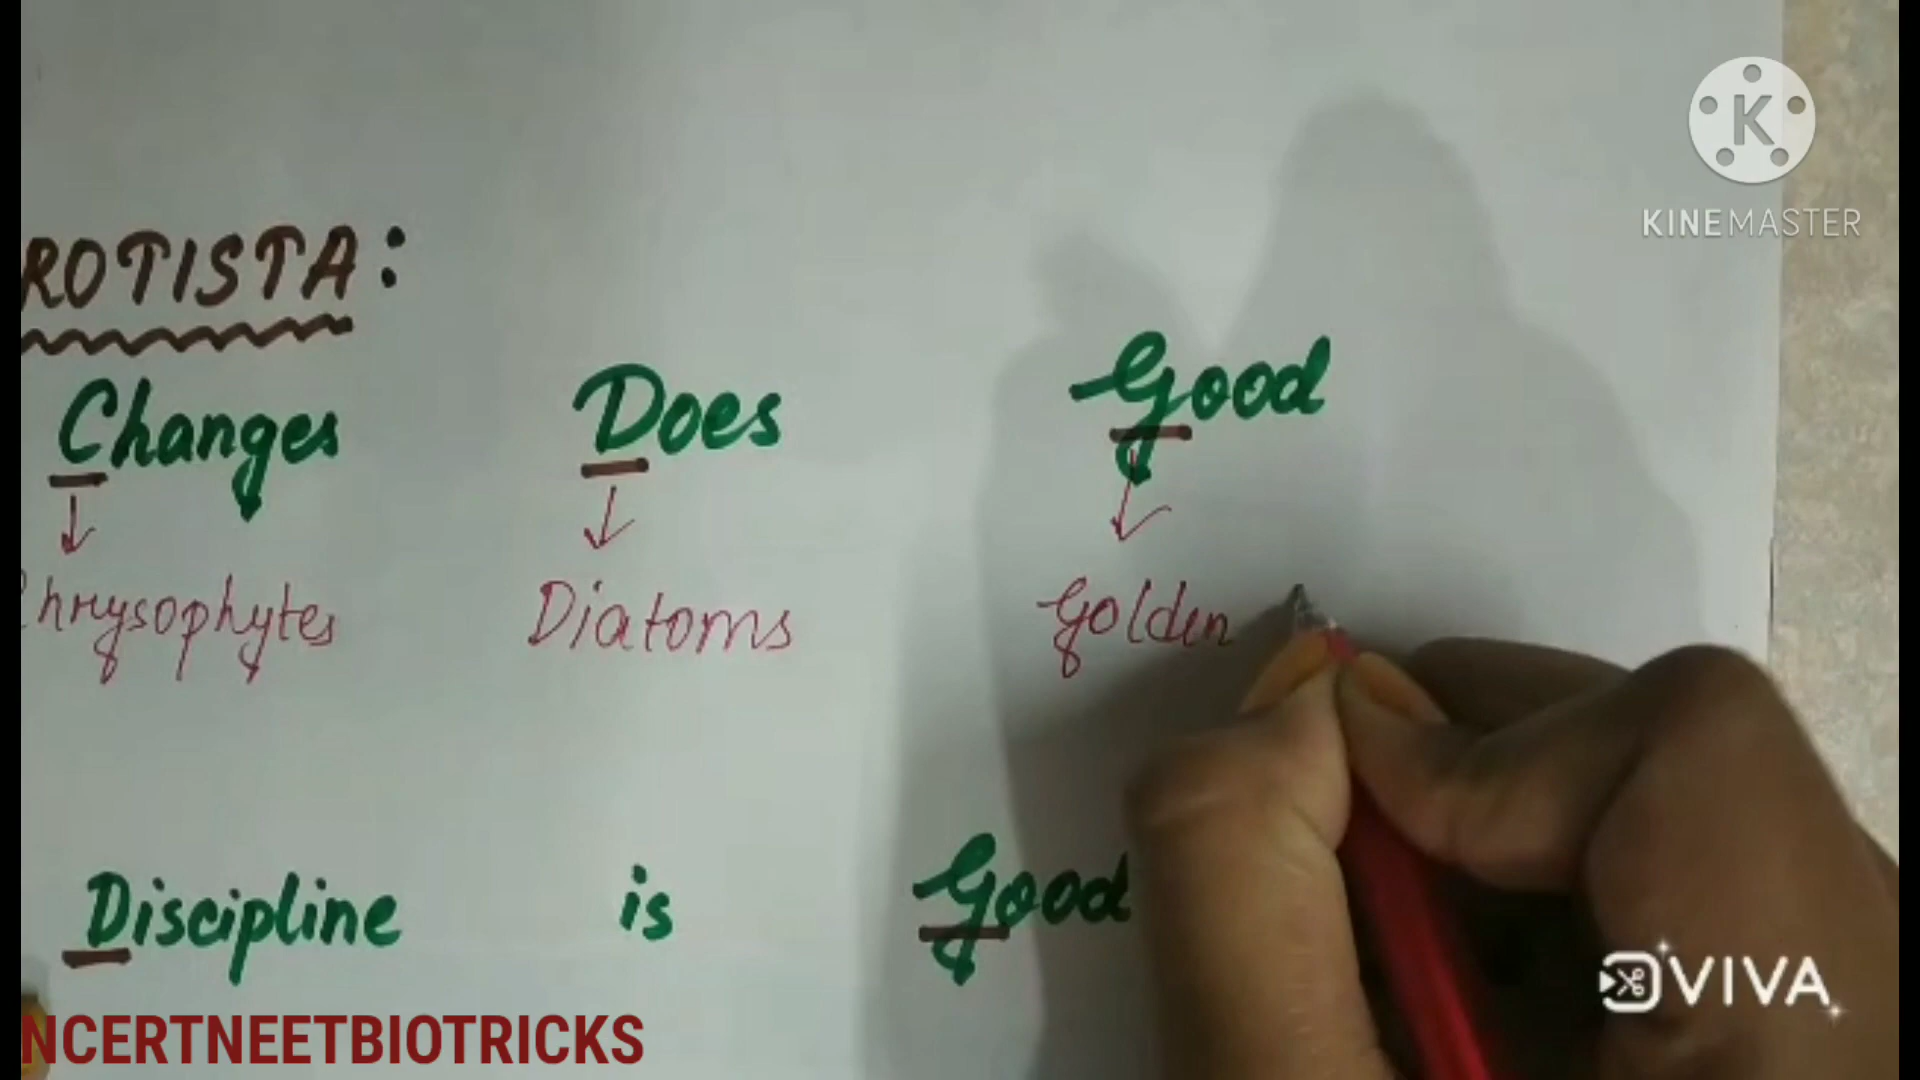 KINEMASTER
ROTISTA:
Changes Does Good
Chrysophytes Diatoms Golden
Discipline is Good
VIVA
NCERTNEETBIOTRICKS